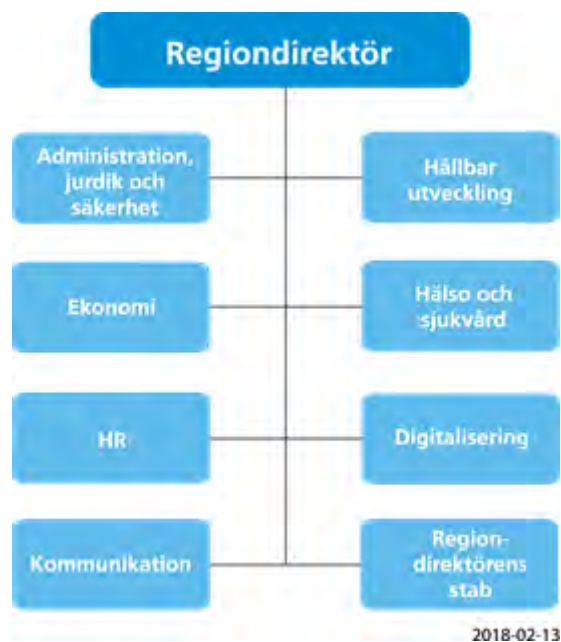 Regiondirektör
Administration,
jurdik och
säkerhet
Hållbar
utveckling
Ekonomi
Hälso och
sjukvård
HR
Digitalisering
Kommunikation
Region-
direktörens
stab
2018-02-13